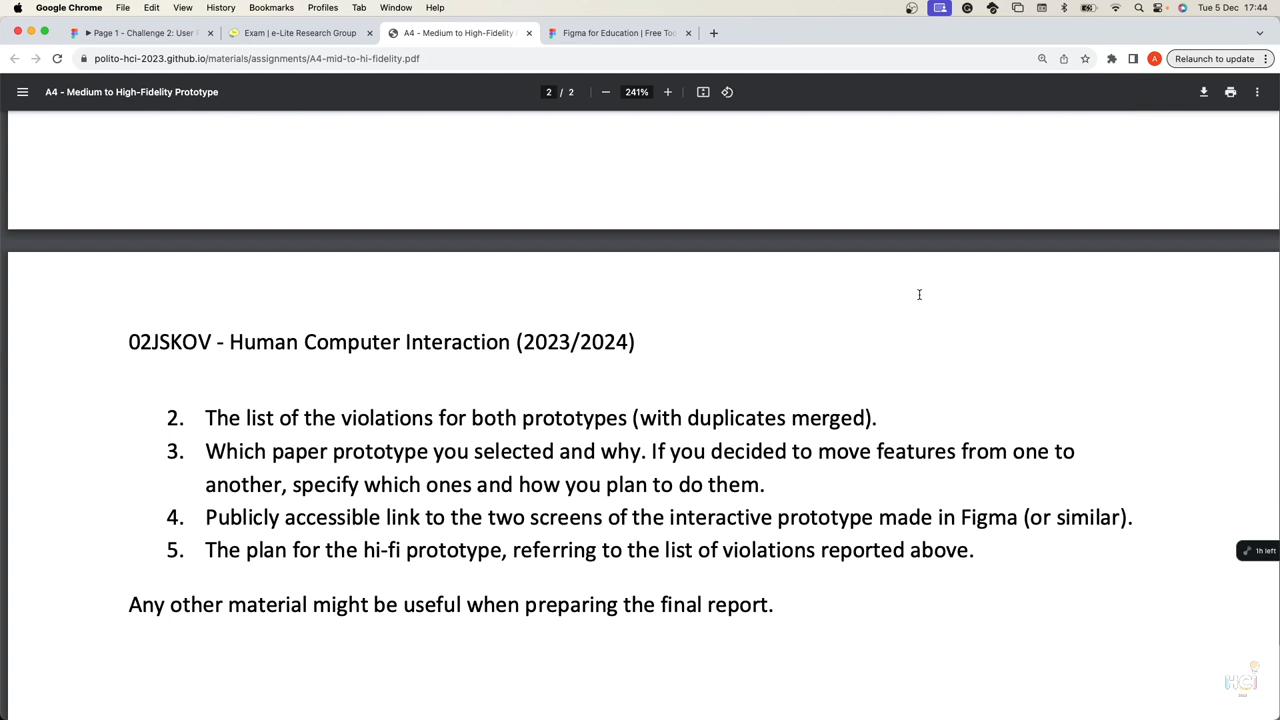 Google Chrome File Edit View History Bookmarks Profiles Tab Window Help Tue 5 Dec 17:44
Page 1 - Challenge 2: User Exam | e-Lite Research Group A4 - Medium to High-Fidelity Figma for Education | Free Too
polito-hci-2023.github.io/materials/assignments/A4-mid-to-hi-fidelity.pdf Relaunch to update
A4 - Medium to High-Fidelity Prototype 2 / 2 241%
02JSKOV - Human Computer Interaction (2023/2024)
2. The list of the violations for both prototypes (with duplicates merged).
3. Which paper prototype you selected and why. If you decided to move features from one to
another, specify which ones and how you plan to do them.
4. Publicly accessible link to the two screens of the interactive prototype made in Figma (or similar).
5. The plan for the hi-fi prototype, referring to the list of violations reported above.
1h left
Any other material might be useful when preparing the final report.
HCI
2023